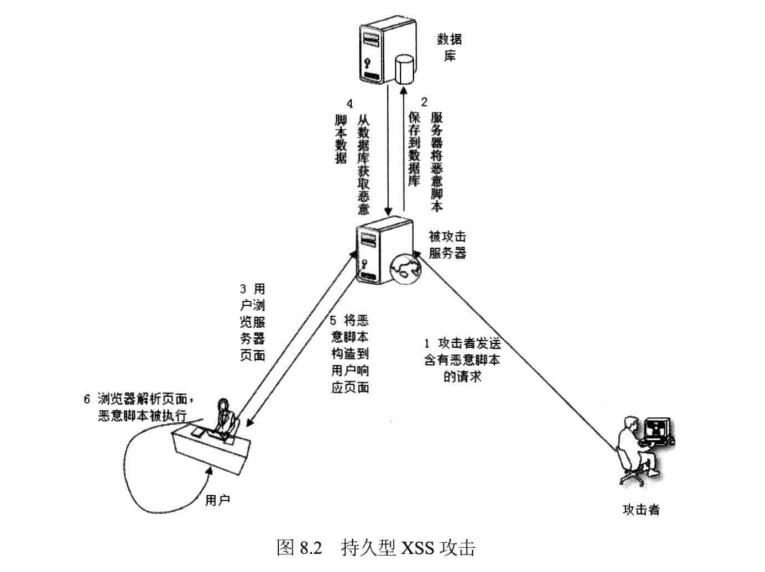 数据
库
4
从数据库获取恶意
脚本数据
2
服务器将恶意脚本
保存到数据库
被攻击
服务器
3 用
户浏
览服
务器
页面
5 将恶
意脚本
构造到
用户响
应页面
1 攻击者发送
含有恶意脚本
的请求
6 浏览器解析页面，
恶意脚本被执行
用户
攻击者
图 8.2 持久型 XSS 攻击